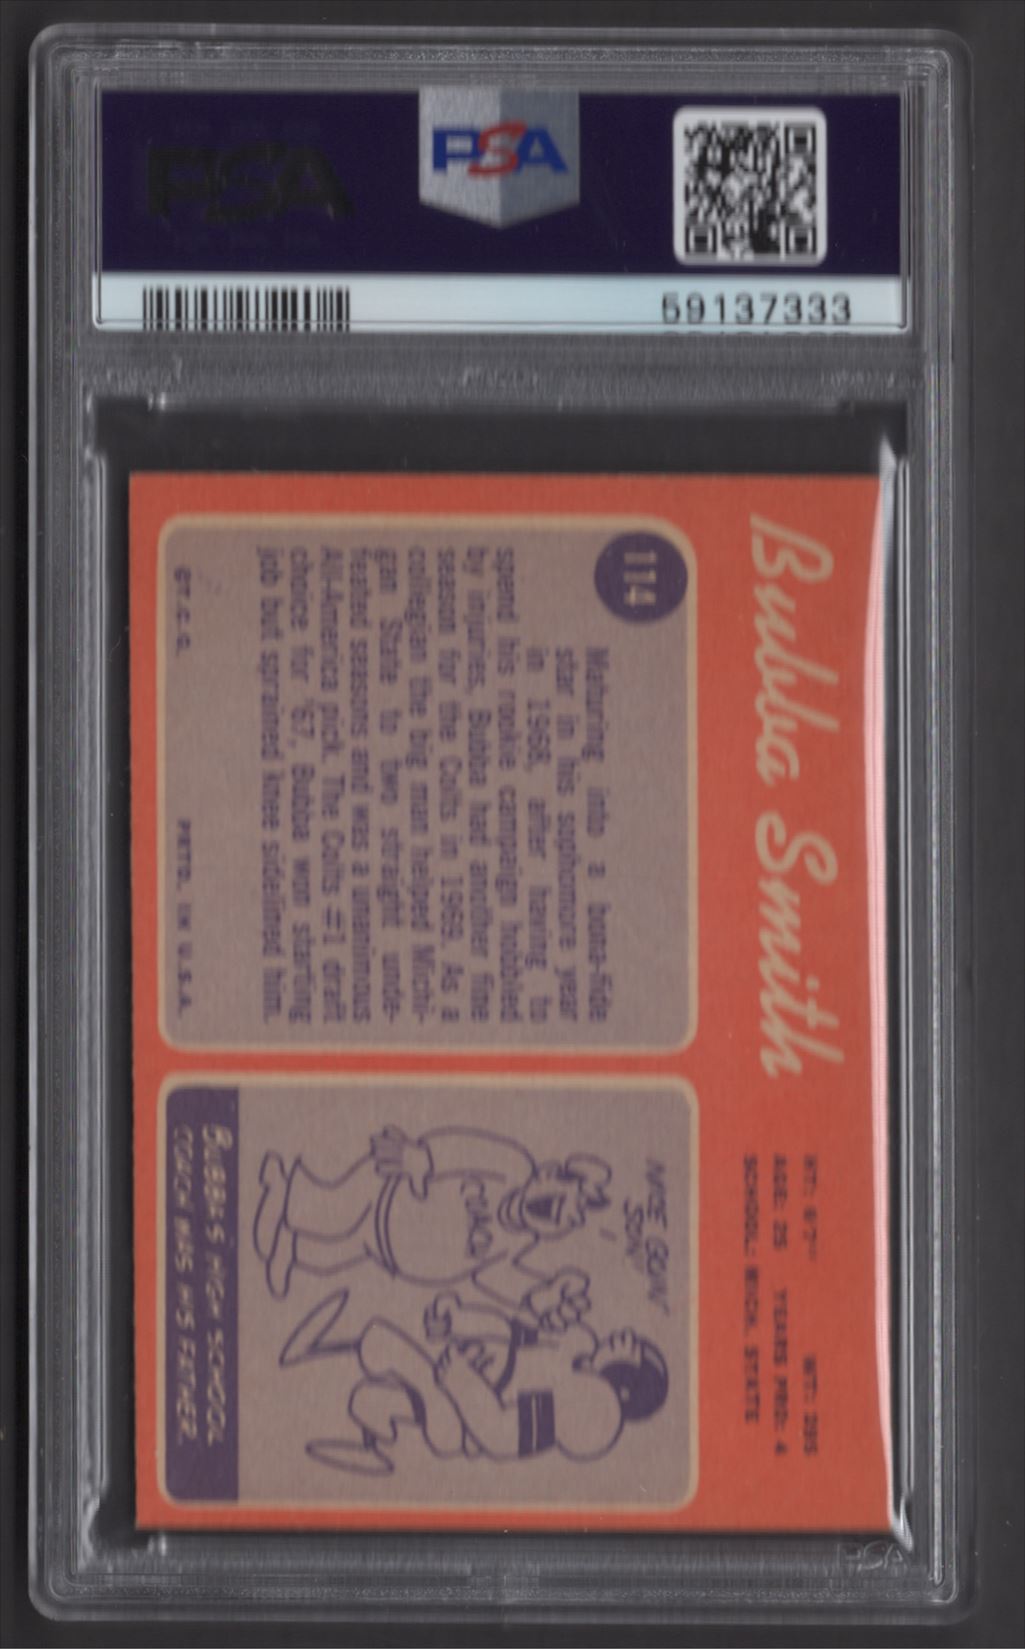 PSA
PSA
59137333
Bubba Smith
HT: 6'7" WT: 295
AGE: 25 YEARS PRO: 4
SCHOOL: MICH. STATE
114
Maturing into a bona-fide
star in his sophomore year
in 1968, after having to
spend his rookie campaign hobbled
by injuries, Bubba had another fine
season for the Colts in 1969. As a
collegian the big man helped Michi-
gan State to two straight unde-
feated seasons and was a unanimous
All-America pick. The Colts #1 draft
choice for '67, Bubba won starting
job but sprained knee sidelined him.
©T.C.G. PRTD. IN U.S.A.
NICE GOIN'
SON!
COACH
BUBBA'S HIGH SCHOOL
COACH WAS HIS FATHER.
PSA